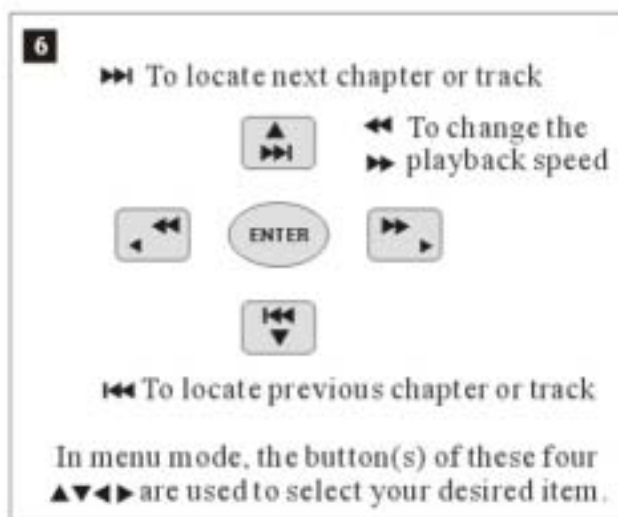 6
⏭ To locate next chapter or track
▲ ⏭
◀◀ To change the
▶▶ playback speed
◀ ◀◀
ENTER
▶▶ ▶
⏮ ▼
⏮ To locate previous chapter or track
In menu mode, the button(s) of these four
▲▼◀▶ are used to select your desired item.